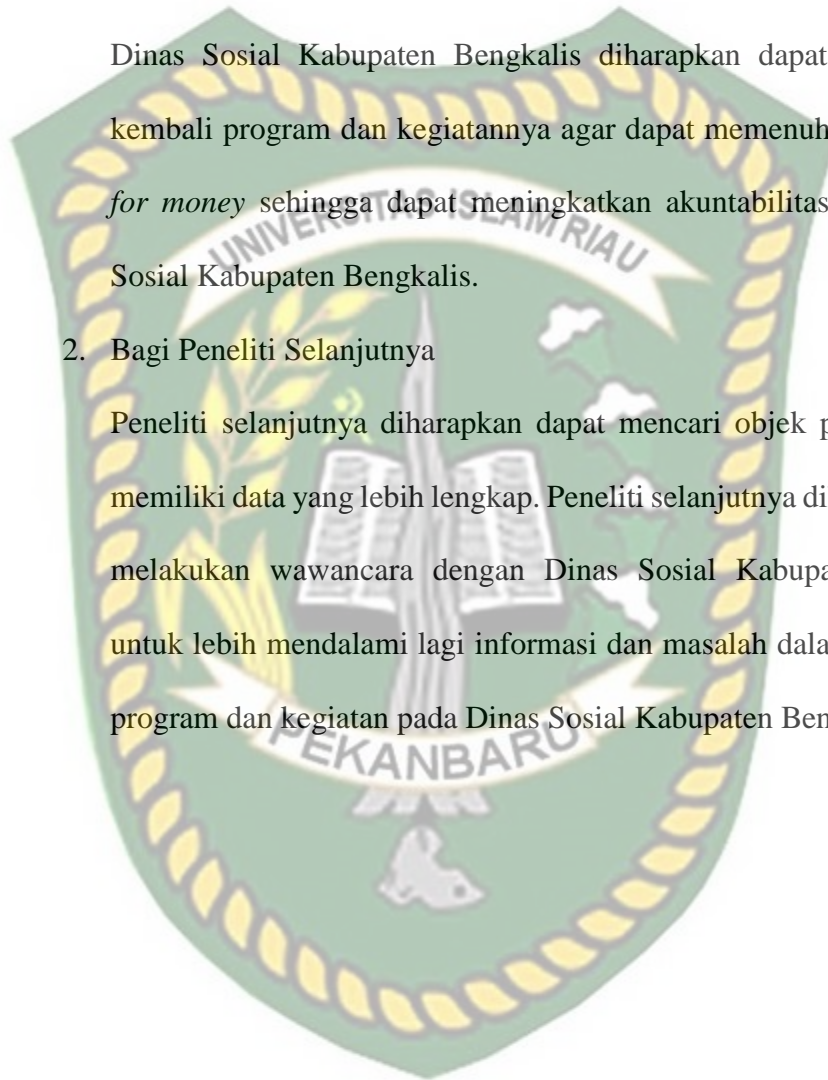 Dinas Sosial Kabupaten Bengkalis diharapkan dapat
kembali program dan kegiatannya agar dapat memenuh
for money sehingga dapat meningkatkan akuntabilitas
UNIVERSITAS ISLAM RIAU
Sosial Kabupaten Bengkalis.
2. Bagi Peneliti Selanjutnya
Peneliti selanjutnya diharapkan dapat mencari objek p
memiliki data yang lebih lengkap. Peneliti selanjutnya di
melakukan wawancara dengan Dinas Sosial Kabupa
untuk lebih mendalami lagi informasi dan masalah dala
program dan kegiatan pada Dinas Sosial Kabupaten Ben
PEKANBARU